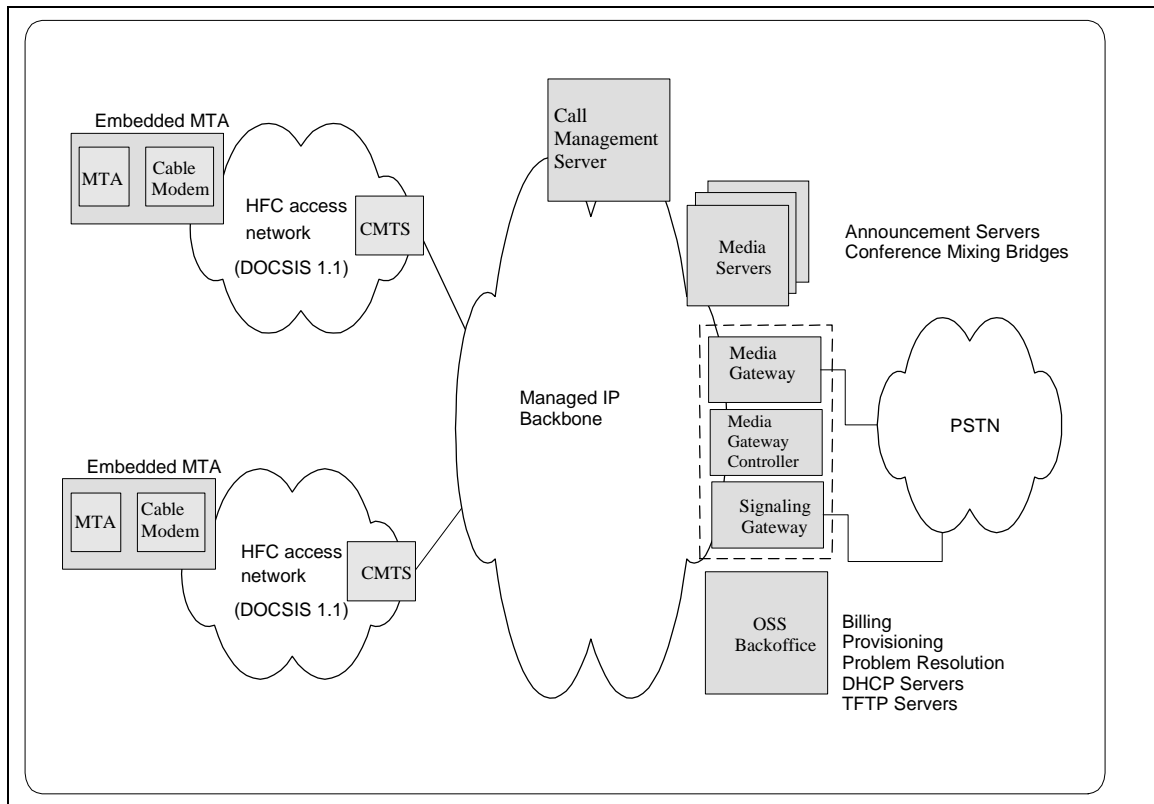 Embedded MTA
MTA
Cable
Modem
HFC access
network
(DOCSIS 1.1)
CMTS
Call
Management
Server
Media
Servers
Announcement Servers
Conference Mixing Bridges
Managed IP
Backbone
Media
Gateway
Media
Gateway
Controller
Signaling
Gateway
PSTN
Embedded MTA
MTA
Cable
Modem
HFC access
network
(DOCSIS 1.1)
CMTS
OSS
Backoffice
Billing
Provisioning
Problem Resolution
DHCP Servers
TFTP Servers